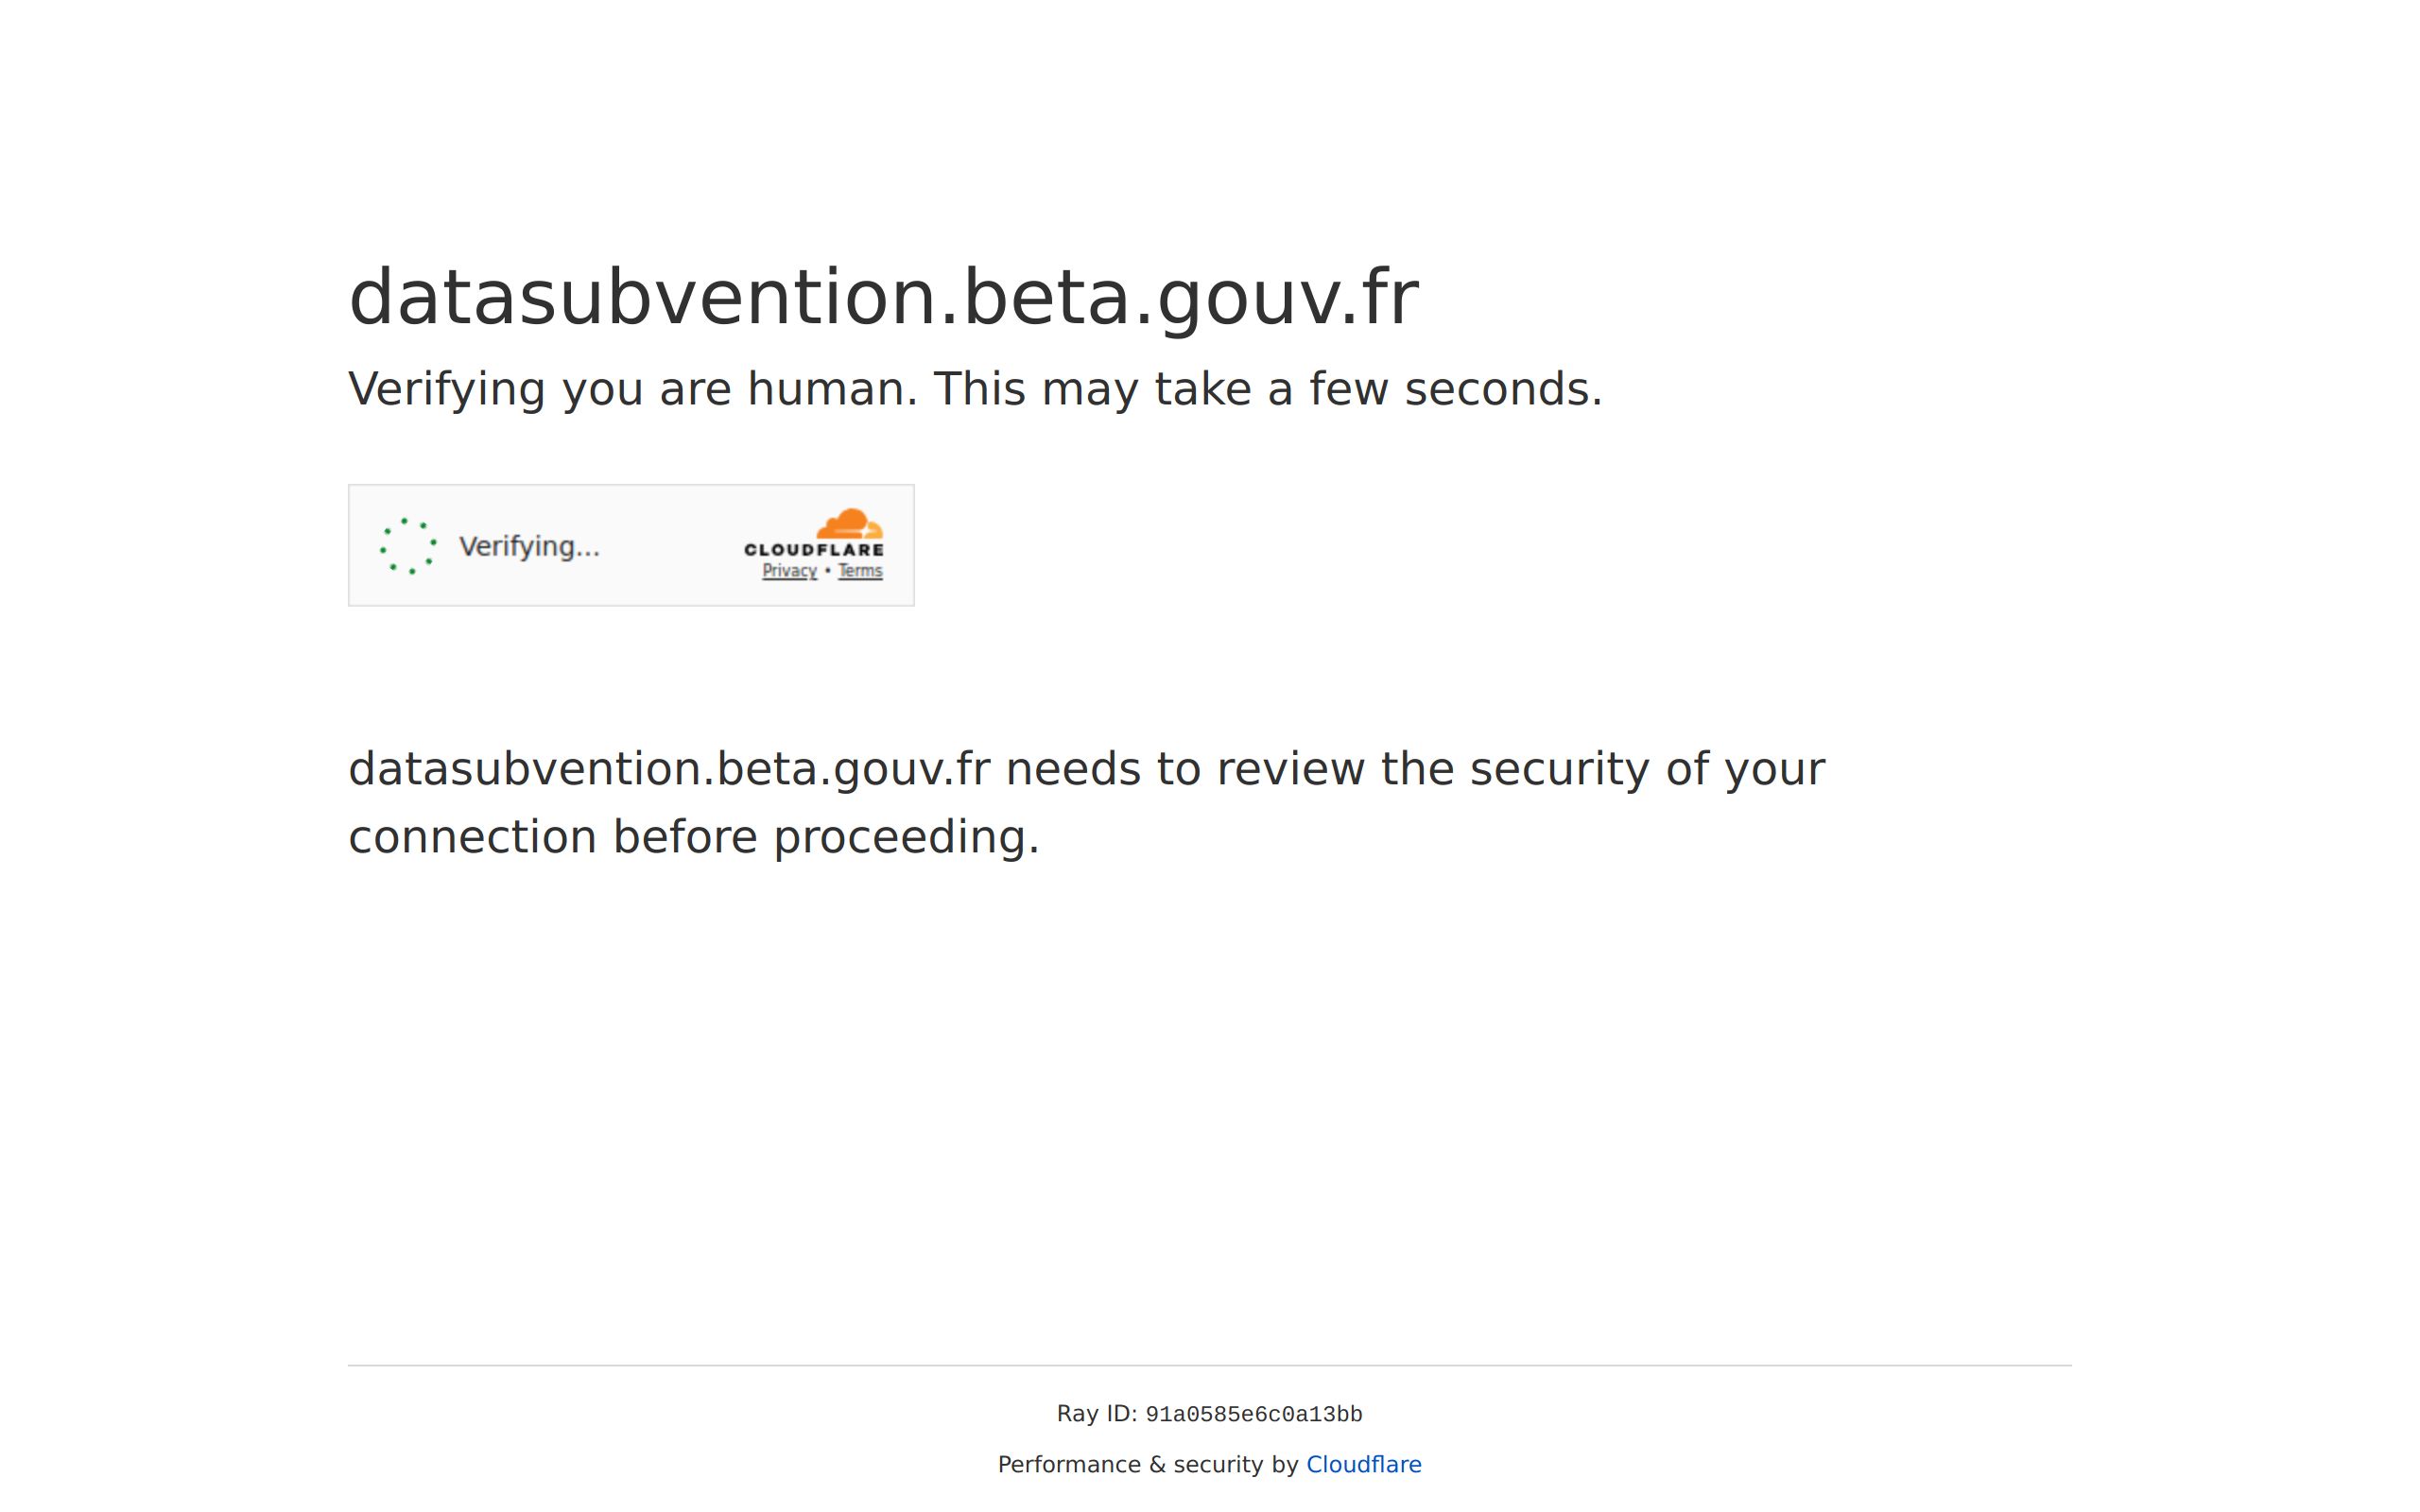 datasubvention.beta.gouv.fr
Verifying you are human. This may take a few seconds.
Verifying...
CLOUDFLARE
Privacy • Terms
datasubvention.beta.gouv.fr needs to review the security of your
connection before proceeding.
Ray ID: 91a0585e6c0a13bb
Performance & security by Cloudflare